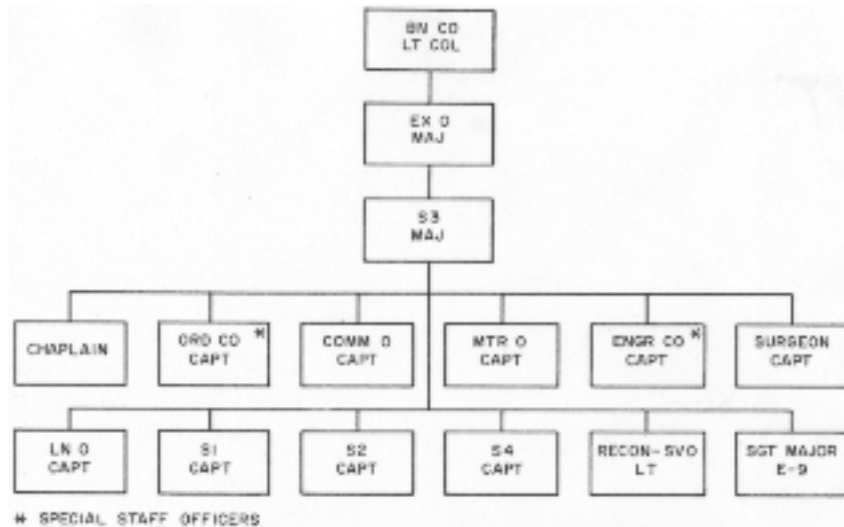 BN CO
LT COL
EX O
MAJ
S3
MAJ
CHAPLAIN
ORD CO *
CAPT
COMM O
CAPT
MTR O
CAPT
ENGR CO *
CAPT
SURGEON
CAPT
LN O
CAPT
S1
CAPT
S2
CAPT
S4
CAPT
RECON-SVO
LT
SGT MAJOR
E-9
* SPECIAL STAFF OFFICERS